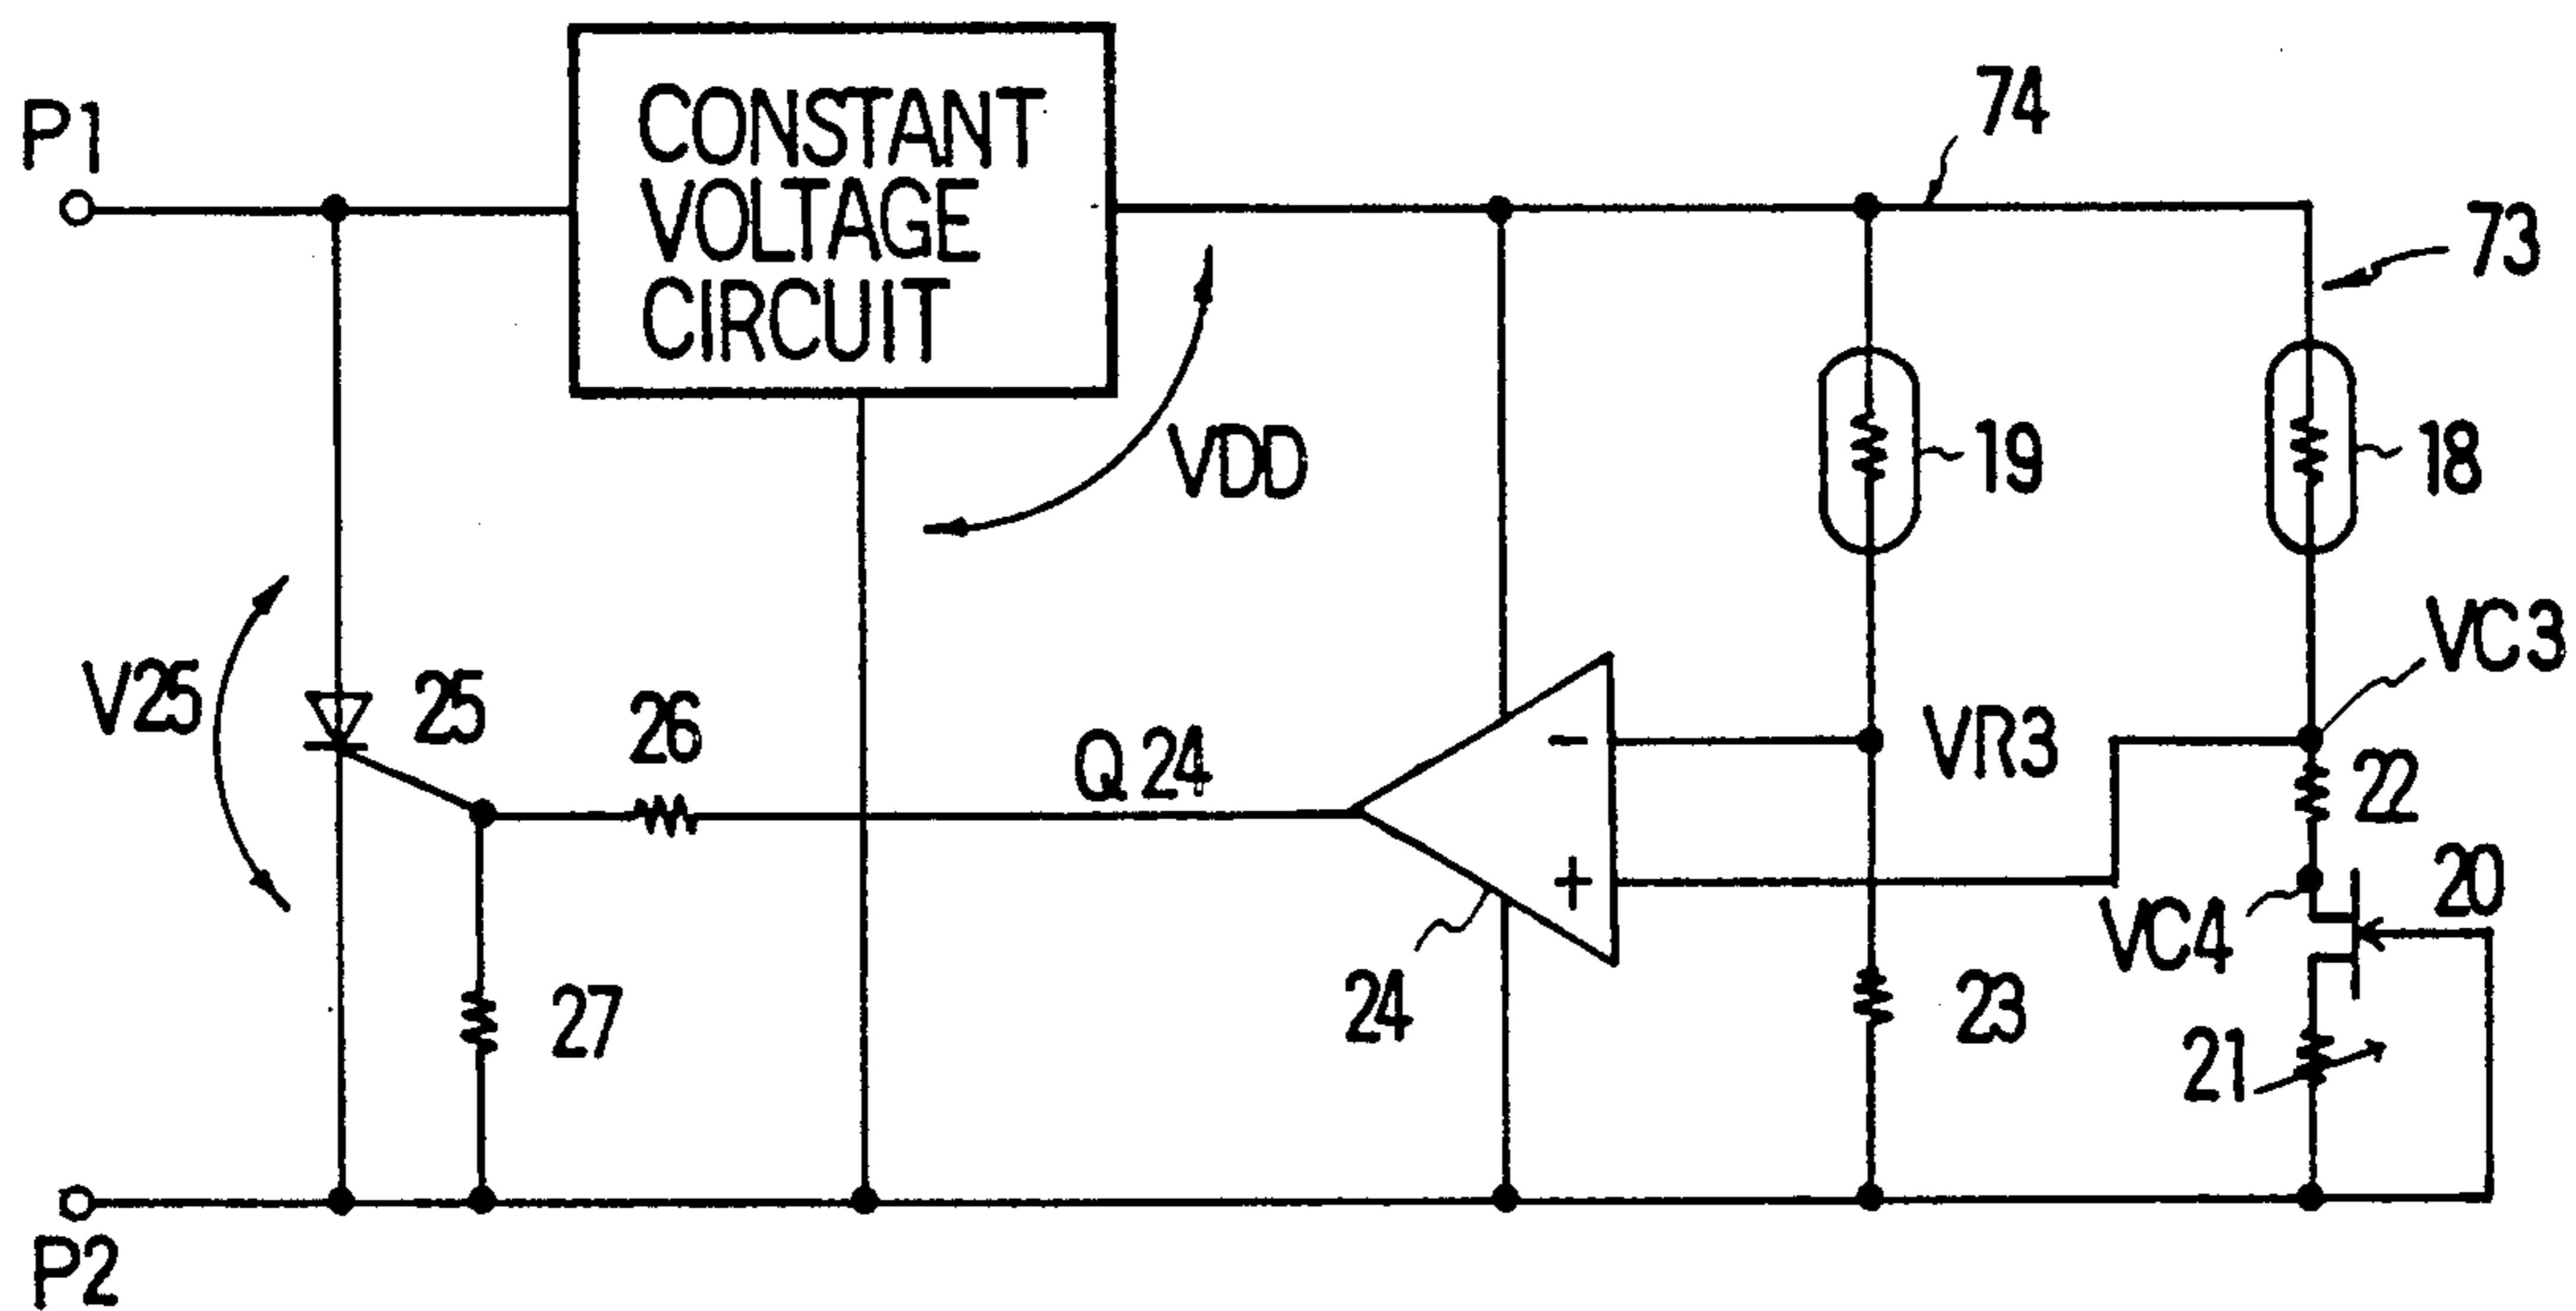 P1
CONSTANT
VOLTAGE
CIRCUIT
74
73
VDD
19
18
V25
25
26
Q24
-
VR3
VC3
22
+
VC4
20
24
23
27
21
P2